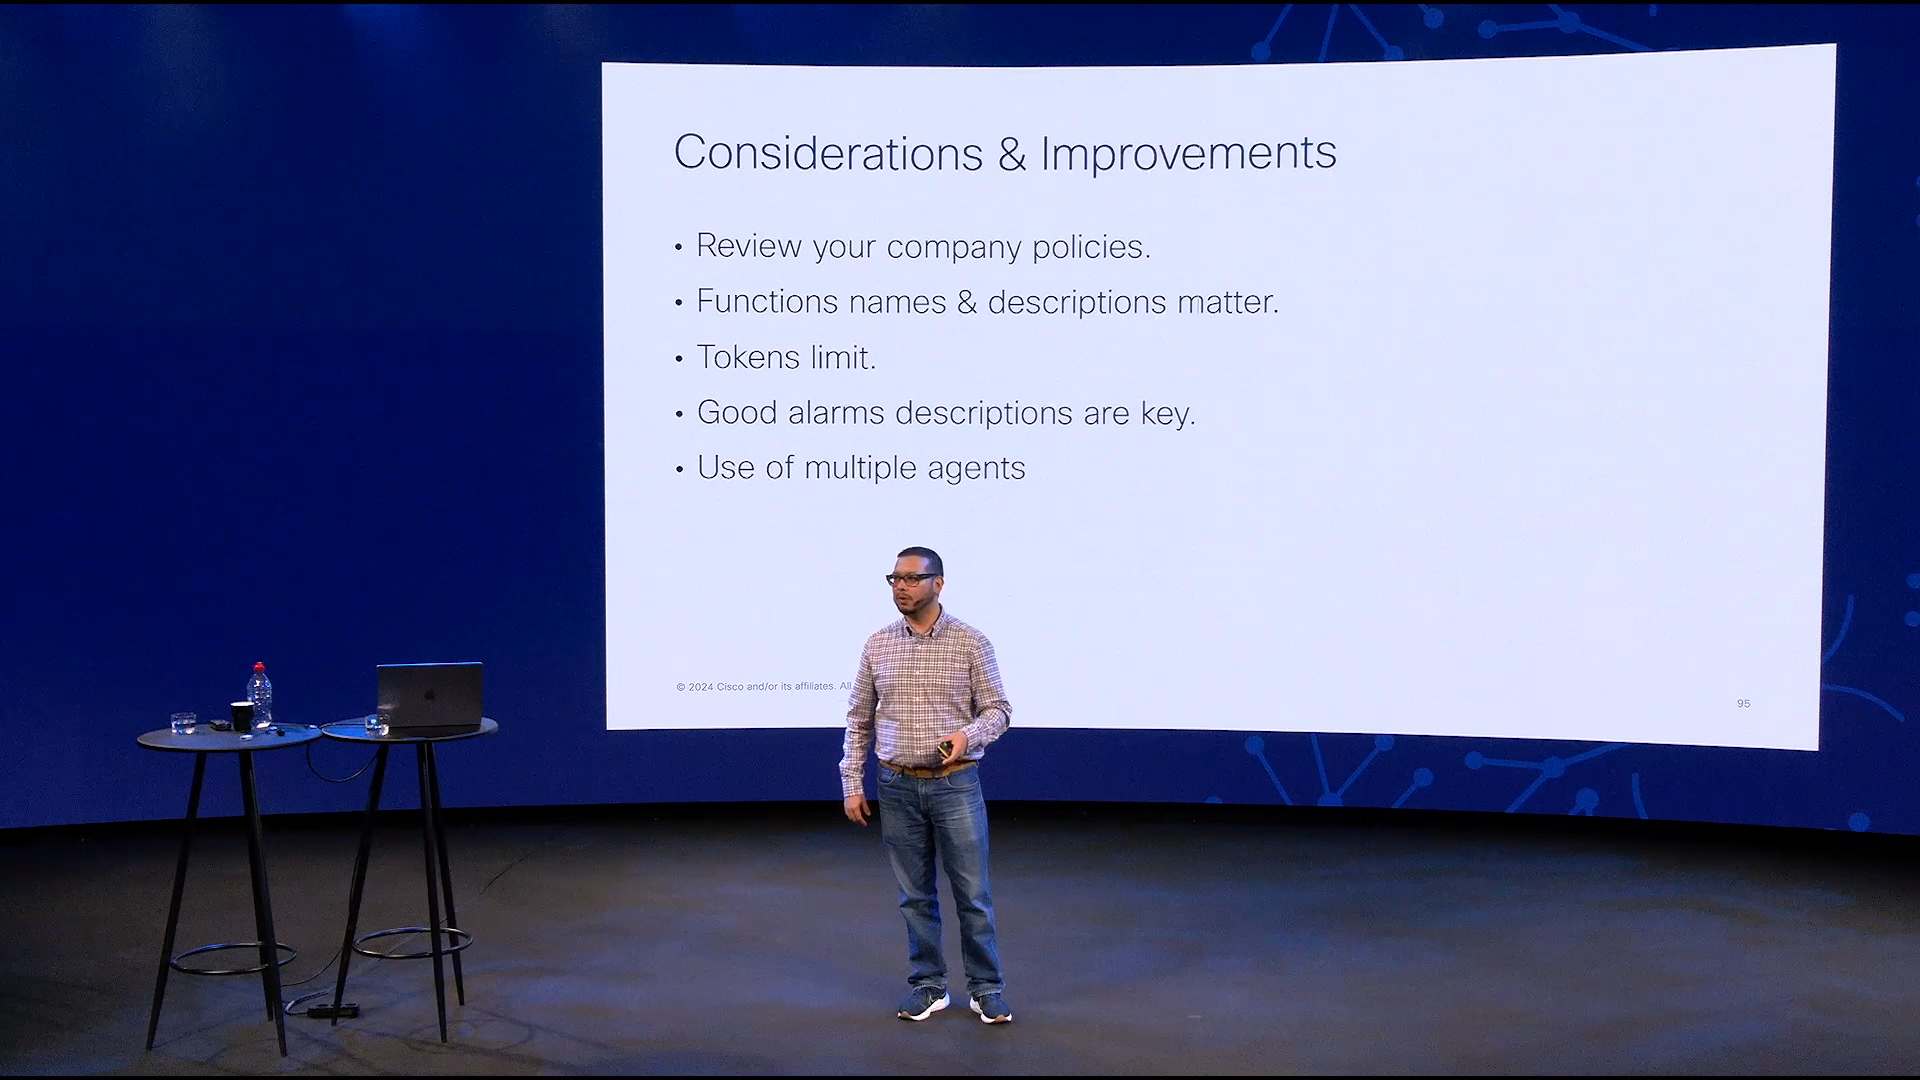 Considerations & Improvements
• Review your company policies.
• Functions names & descriptions matter.
• Tokens limit.
• Good alarms descriptions are key.
• Use of multiple agents
© 2024 Cisco and/or its affiliates. All
95